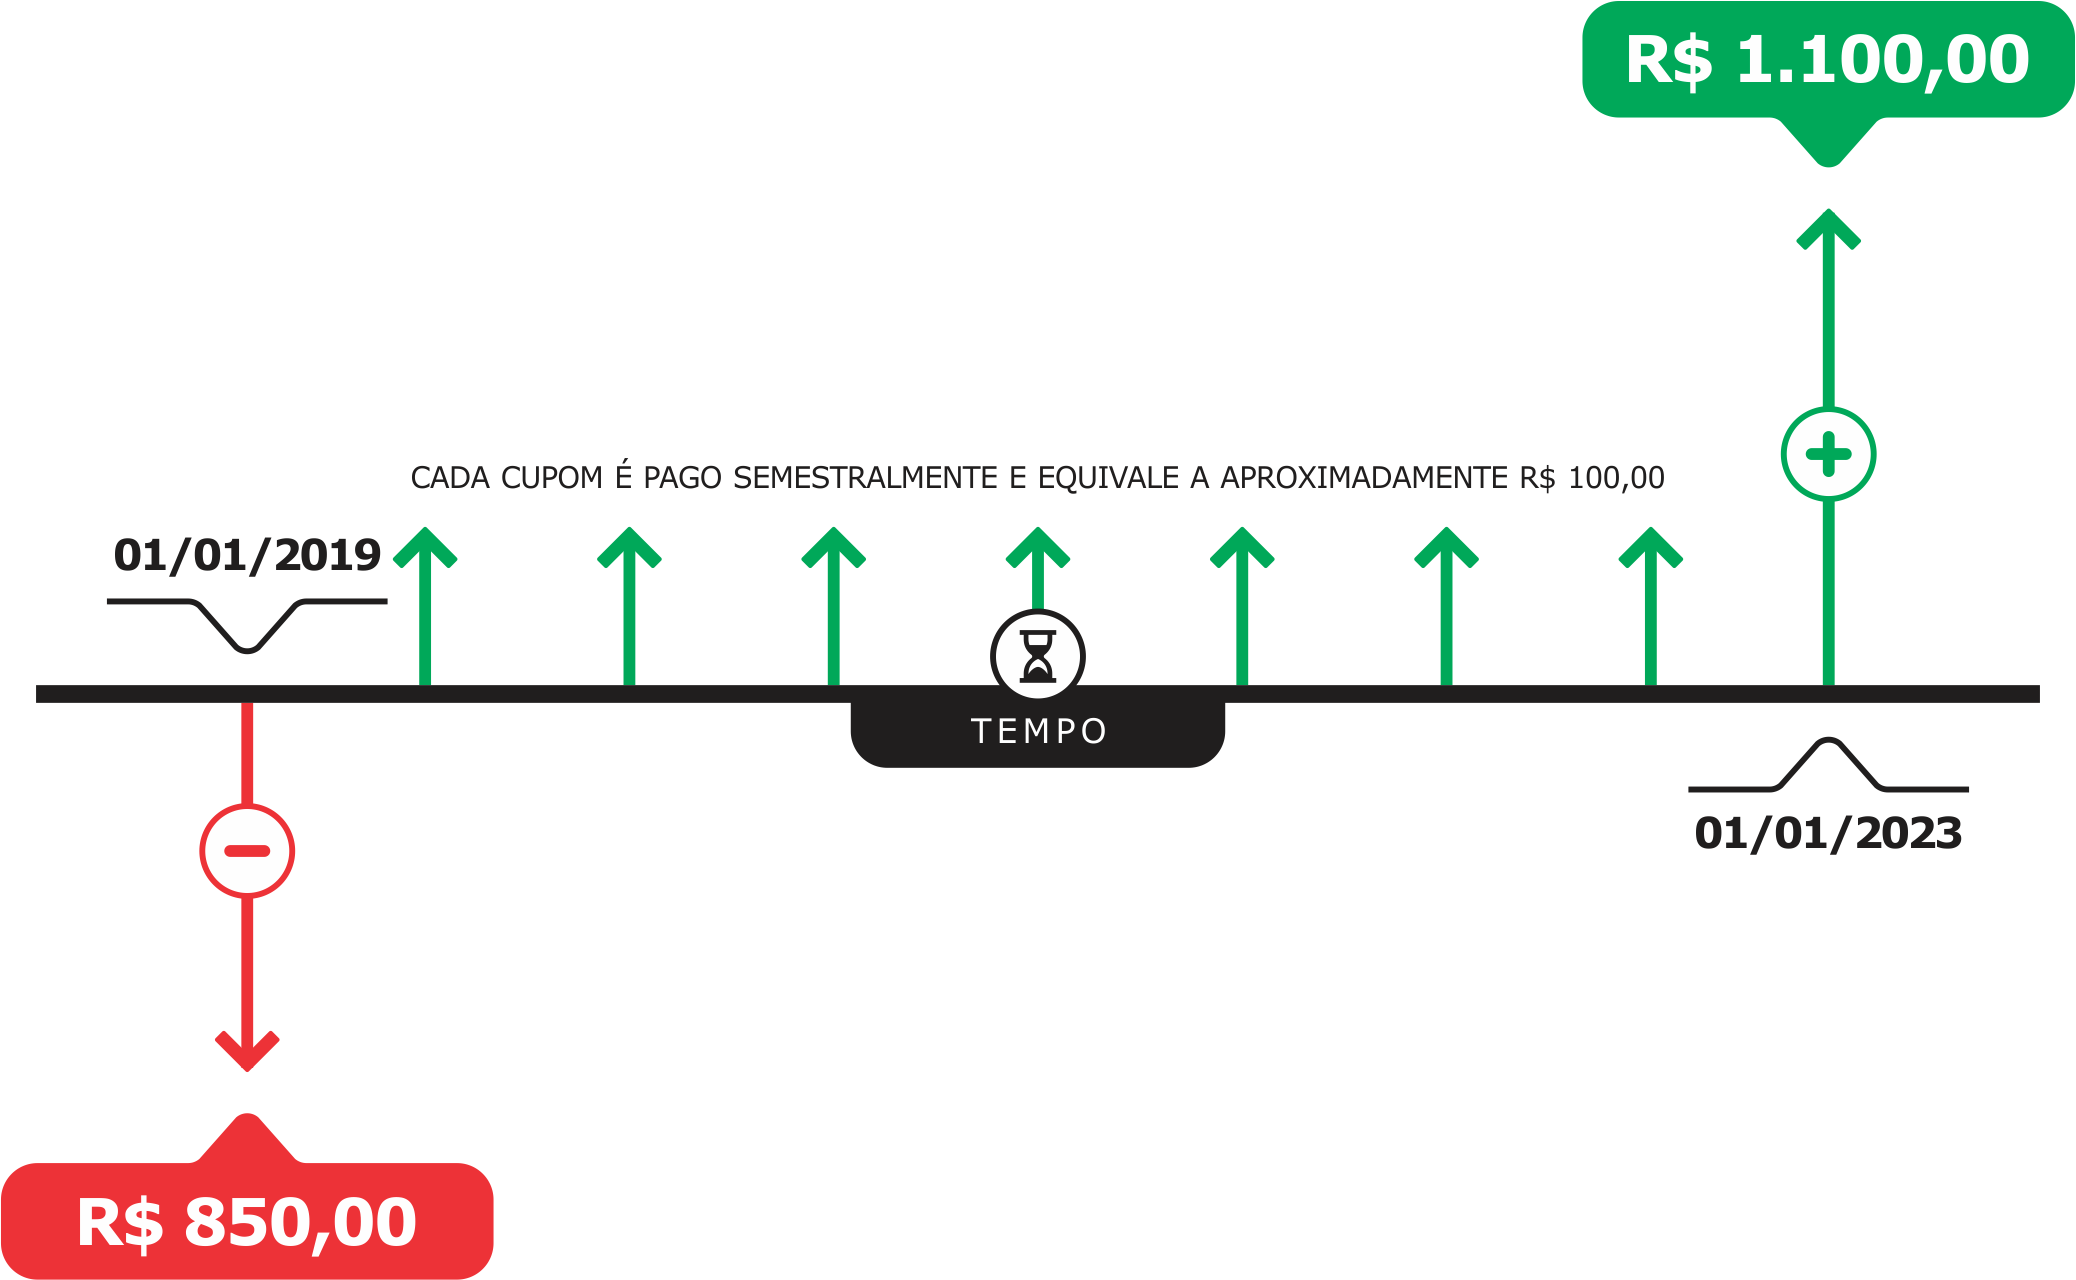 R$ 1.100,00
CADA CUPOM É PAGO SEMESTRALMENTE E EQUIVALE A APROXIMADAMENTE R$ 100,00
01/01/2019
TEMPO
01/01/2023
R$ 850,00